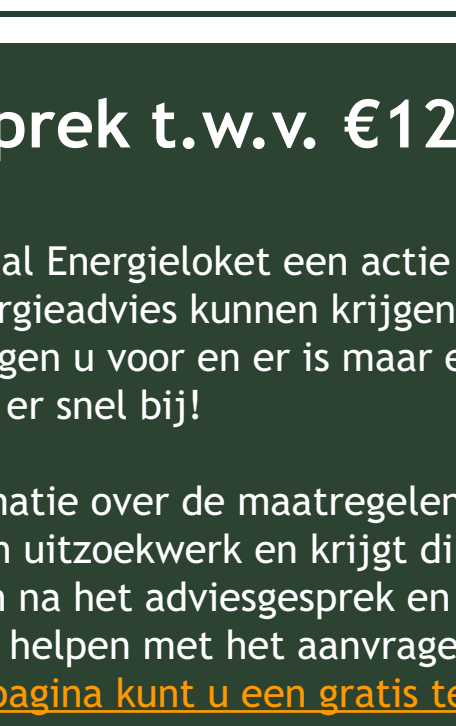 prek t.w.v. €12
al Energieloket een actie
rgieadvies kunnen krijgen
gen u voor en er is maar e
er snel bij!
matie over de maatregelen
n uitzoekwerk en krijgt di
n na het adviesgesprek en
helpen met het aanvrage
pagina kunt u een gratis te